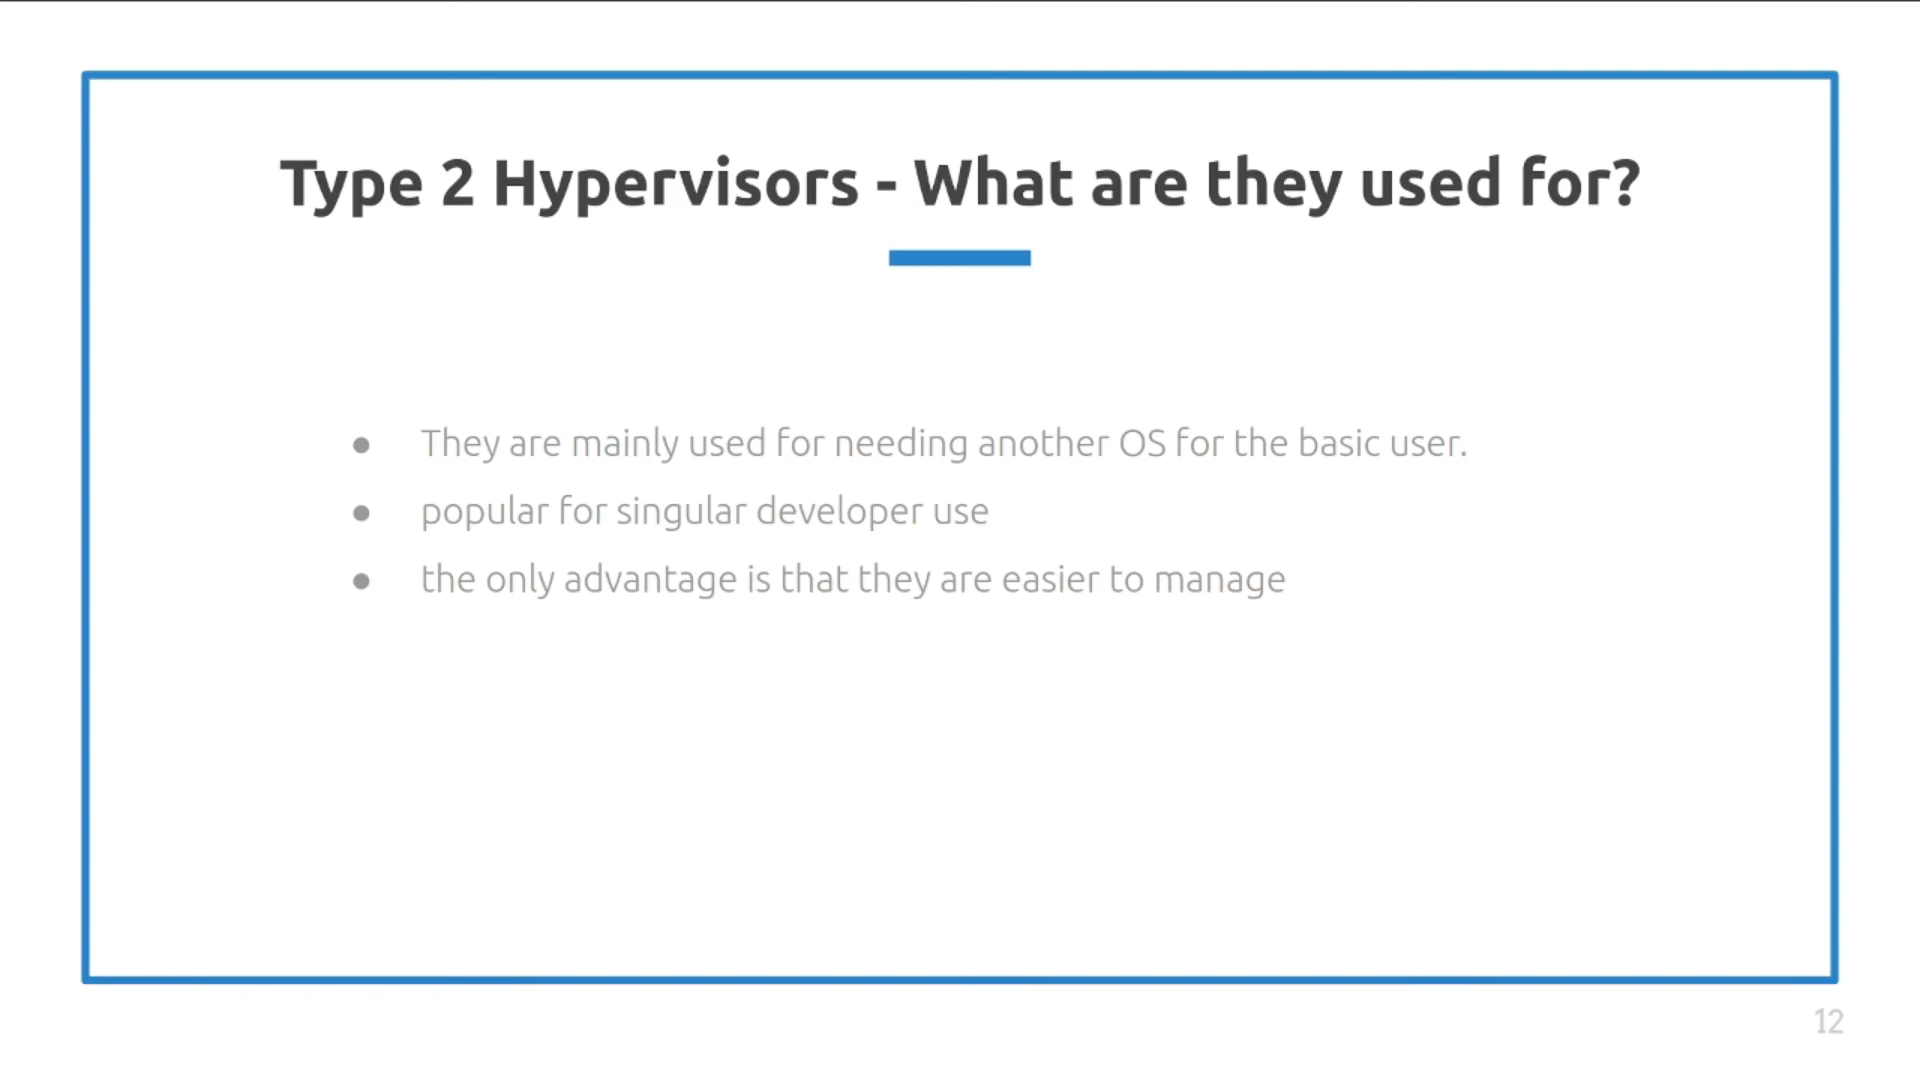 Type 2 Hypervisors - What are they used for?
● They are mainly used for needing another OS for the basic user.
● popular for singular developer use
● the only advantage is that they are easier to manage
12